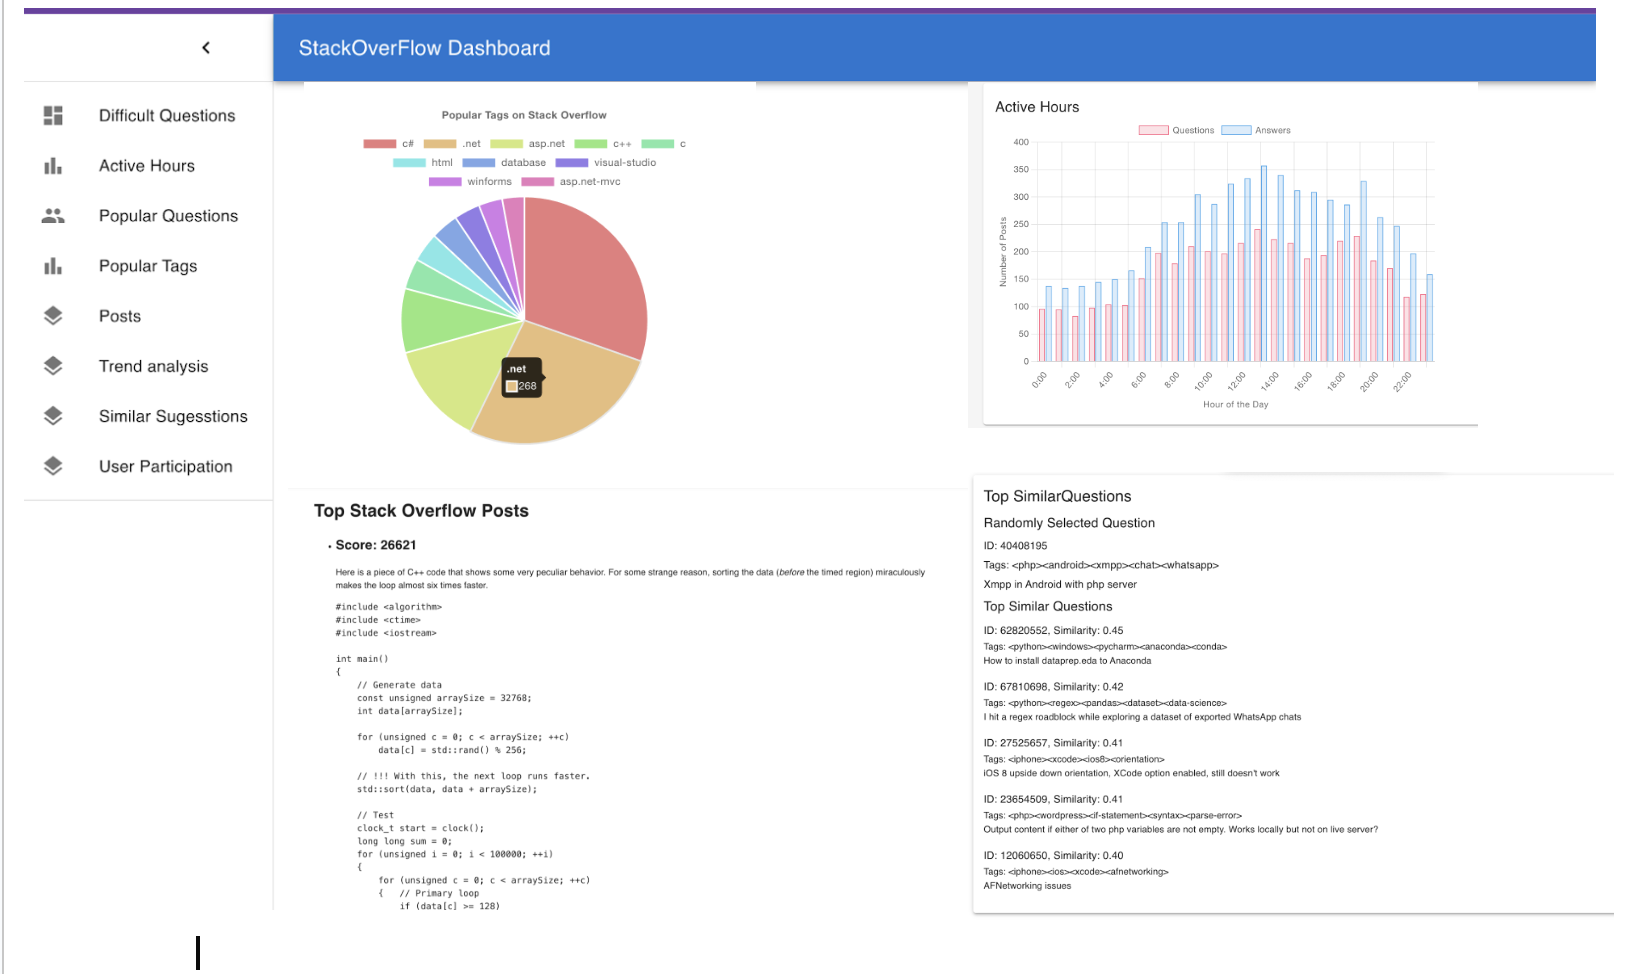 StackOverFlow Dashboard
Difficult Questions
Active Hours
Popular Questions
Popular Tags
Posts
Trend analysis
Similar Sugesstions
User Participation
Popular Tags on Stack Overflow
c# .net asp.net c++ c
html database visual-studio
winforms asp.net-mvc
.net
268
Active Hours
Questions Answers
400
350
300
250
200
150
100
50
0
Number of Posts
0:00 2:00 4:00 6:00 8:00 10:00 12:00 14:00 16:00 18:00 20:00 22:00
Hour of the Day
Top Stack Overflow Posts
• Score: 26621
Here is a piece of C++ code that shows some very peculiar behavior. For some strange reason, sorting the data (before the timed region) miraculously
makes the loop almost six times faster.
#include <algorithm>
#include <ctime>
#include <iostream>
int main()
{
// Generate data
const unsigned arraySize = 32768;
int data[arraySize];
for (unsigned c = 0; c < arraySize; ++c)
data[c] = std::rand() % 256;
// !!! With this, the next loop runs faster.
std::sort(data, data + arraySize);
// Test
clock_t start = clock();
long long sum = 0;
for (unsigned i = 0; i < 100000; ++i)
{
for (unsigned c = 0; c < arraySize; ++c)
{ // Primary loop
if (data[c] >= 128)
Top SimilarQuestions
Randomly Selected Question
ID: 40408195
Tags: <php><android><xmpp><chat><whatsapp>
Xmpp in Android with php server
Top Similar Questions
ID: 62820552, Similarity: 0.45
Tags: <python><windows><pycharm><anaconda><conda>
How to install dataprep.eda to Anaconda
ID: 67810698, Similarity: 0.42
Tags: <python><regex><pandas><dataset><data-science>
I hit a regex roadblock while exploring a dataset of exported WhatsApp chats
ID: 27525657, Similarity: 0.41
Tags: <iphone><xcode><ios8><orientation>
iOS 8 upside down orientation, XCode option enabled, still doesn't work
ID: 23654509, Similarity: 0.41
Tags: <php><wordpress><if-statement><syntax><parse-error>
Output content if either of two php variables are not empty. Works locally but not on live server?
ID: 12060650, Similarity: 0.40
Tags: <iphone><ios><xcode><afnetworking>
AFNetworking issues